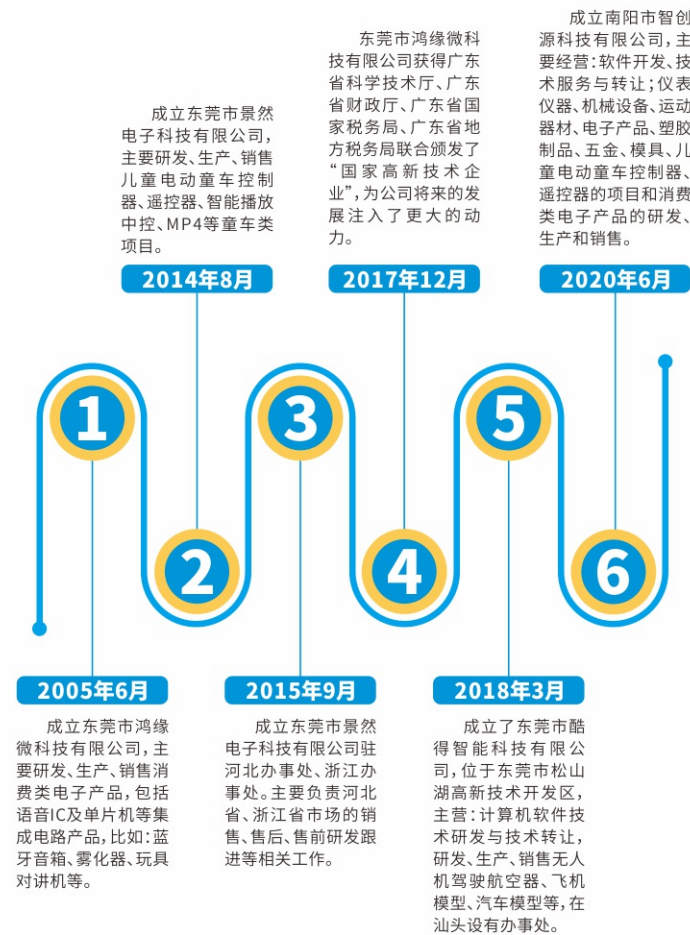 成立东莞市景然
电子科技有限公司，
主要研发、生产、销售
儿童电动童车控制
器、遥控器、智能播放
中控、MP4等童车类
项目。
2014年8月
东莞市鸿缘微科
技有限公司获得广东
省科学技术厅、广东
省财政厅、广东省国
家税务局、广东省地
方税务局联合颁发了
“国家高新技术企
业”，为公司将来的发
展注入了更大的动
力。
2017年12月
成立南阳市智创
源科技有限公司，主
要经营：软件开发、技
术服务与转让；仪表
仪器、机械设备、运动
器材、电子产品、塑胶
制品、五金、模具、儿
童电动童车控制器、
遥控器的项目和消费
类电子产品的研发、
生产和销售。
2020年6月
1
2
3
4
5
6
2005年6月
成立东莞市鸿缘
微科技有限公司，主
要研发、生产、销售消
费类电子产品，包括
语音IC及单片机等集
成电路产品，比如：蓝
牙音箱、雾化器、玩具
对讲机等。
2015年9月
成立东莞市景然
电子科技有限公司驻
河北办事处、浙江办
事处。主要负责河北
省、浙江省市场的销
售、售后、售前研发跟
进等相关工作。
2018年3月
成立了东莞市酷
得智能科技有限公
司，位于东莞市松山
湖高新技术开发区，
主营：计算机软件技
术研发与技术转让，
研发、生产、销售无人
机驾驶航空器、飞机
模型、汽车模型等，在
汕头设有办事处。